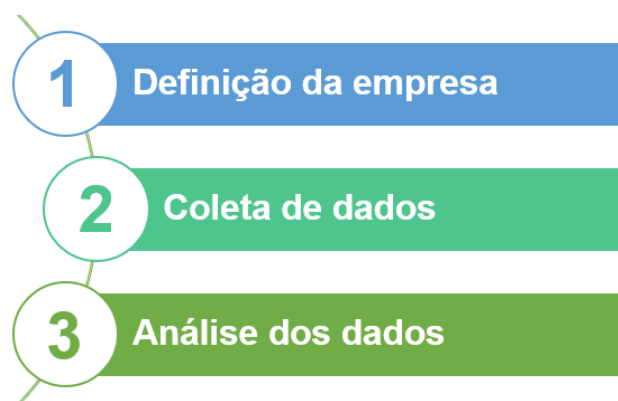 1 Definição da empresa
2 Coleta de dados
3 Análise dos dados